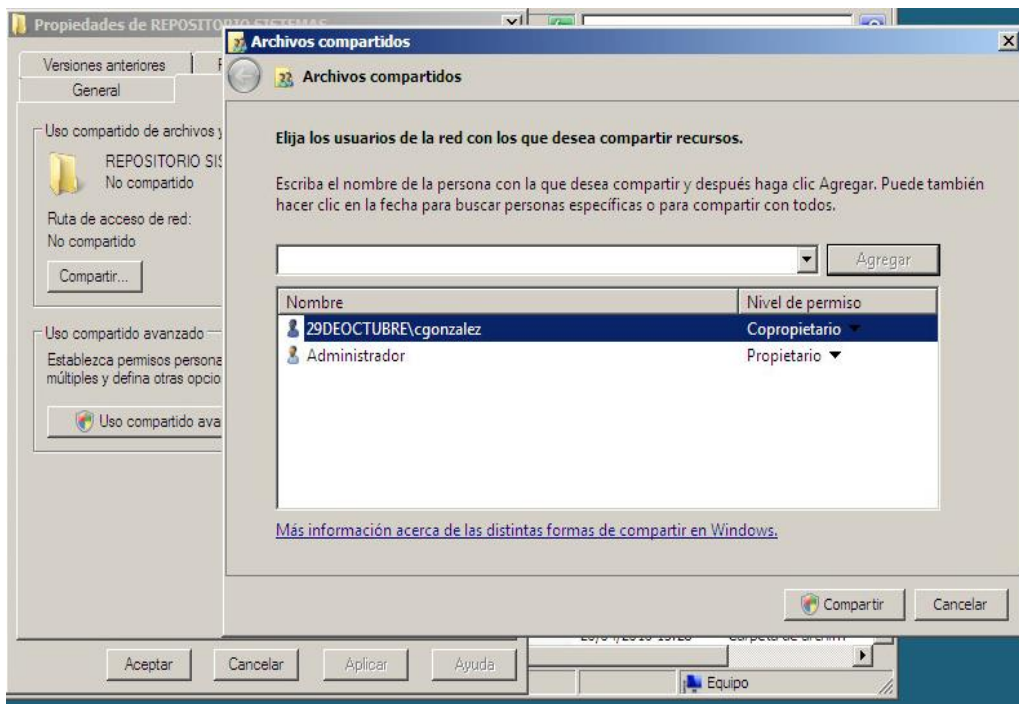 Propiedades de REPOSITORIO SISTEMAS
Archivos compartidos
Versiones anteriores
General
Archivos compartidos
Uso compartido de archivos y
REPOSITORIO SIS
No compartido
Ruta de acceso de red:
No compartido
Compartir...
Uso compartido avanzado
Establezca permisos persona
múltiples y defina otras opcio
Uso compartido ava
Elija los usuarios de la red con los que desea compartir recursos.
Escriba el nombre de la persona con la que desea compartir y después haga clic Agregar. Puede también
hacer clic en la fecha para buscar personas específicas o para compartir con todos.
Agregar
Nombre Nivel de permiso
29DEOCTUBRE\cgonzalez Copropietario
Administrador Propietario
Más información acerca de las distintas formas de compartir en Windows.
Compartir Cancelar
Aceptar Cancelar Aplicar Ayuda
Equipo